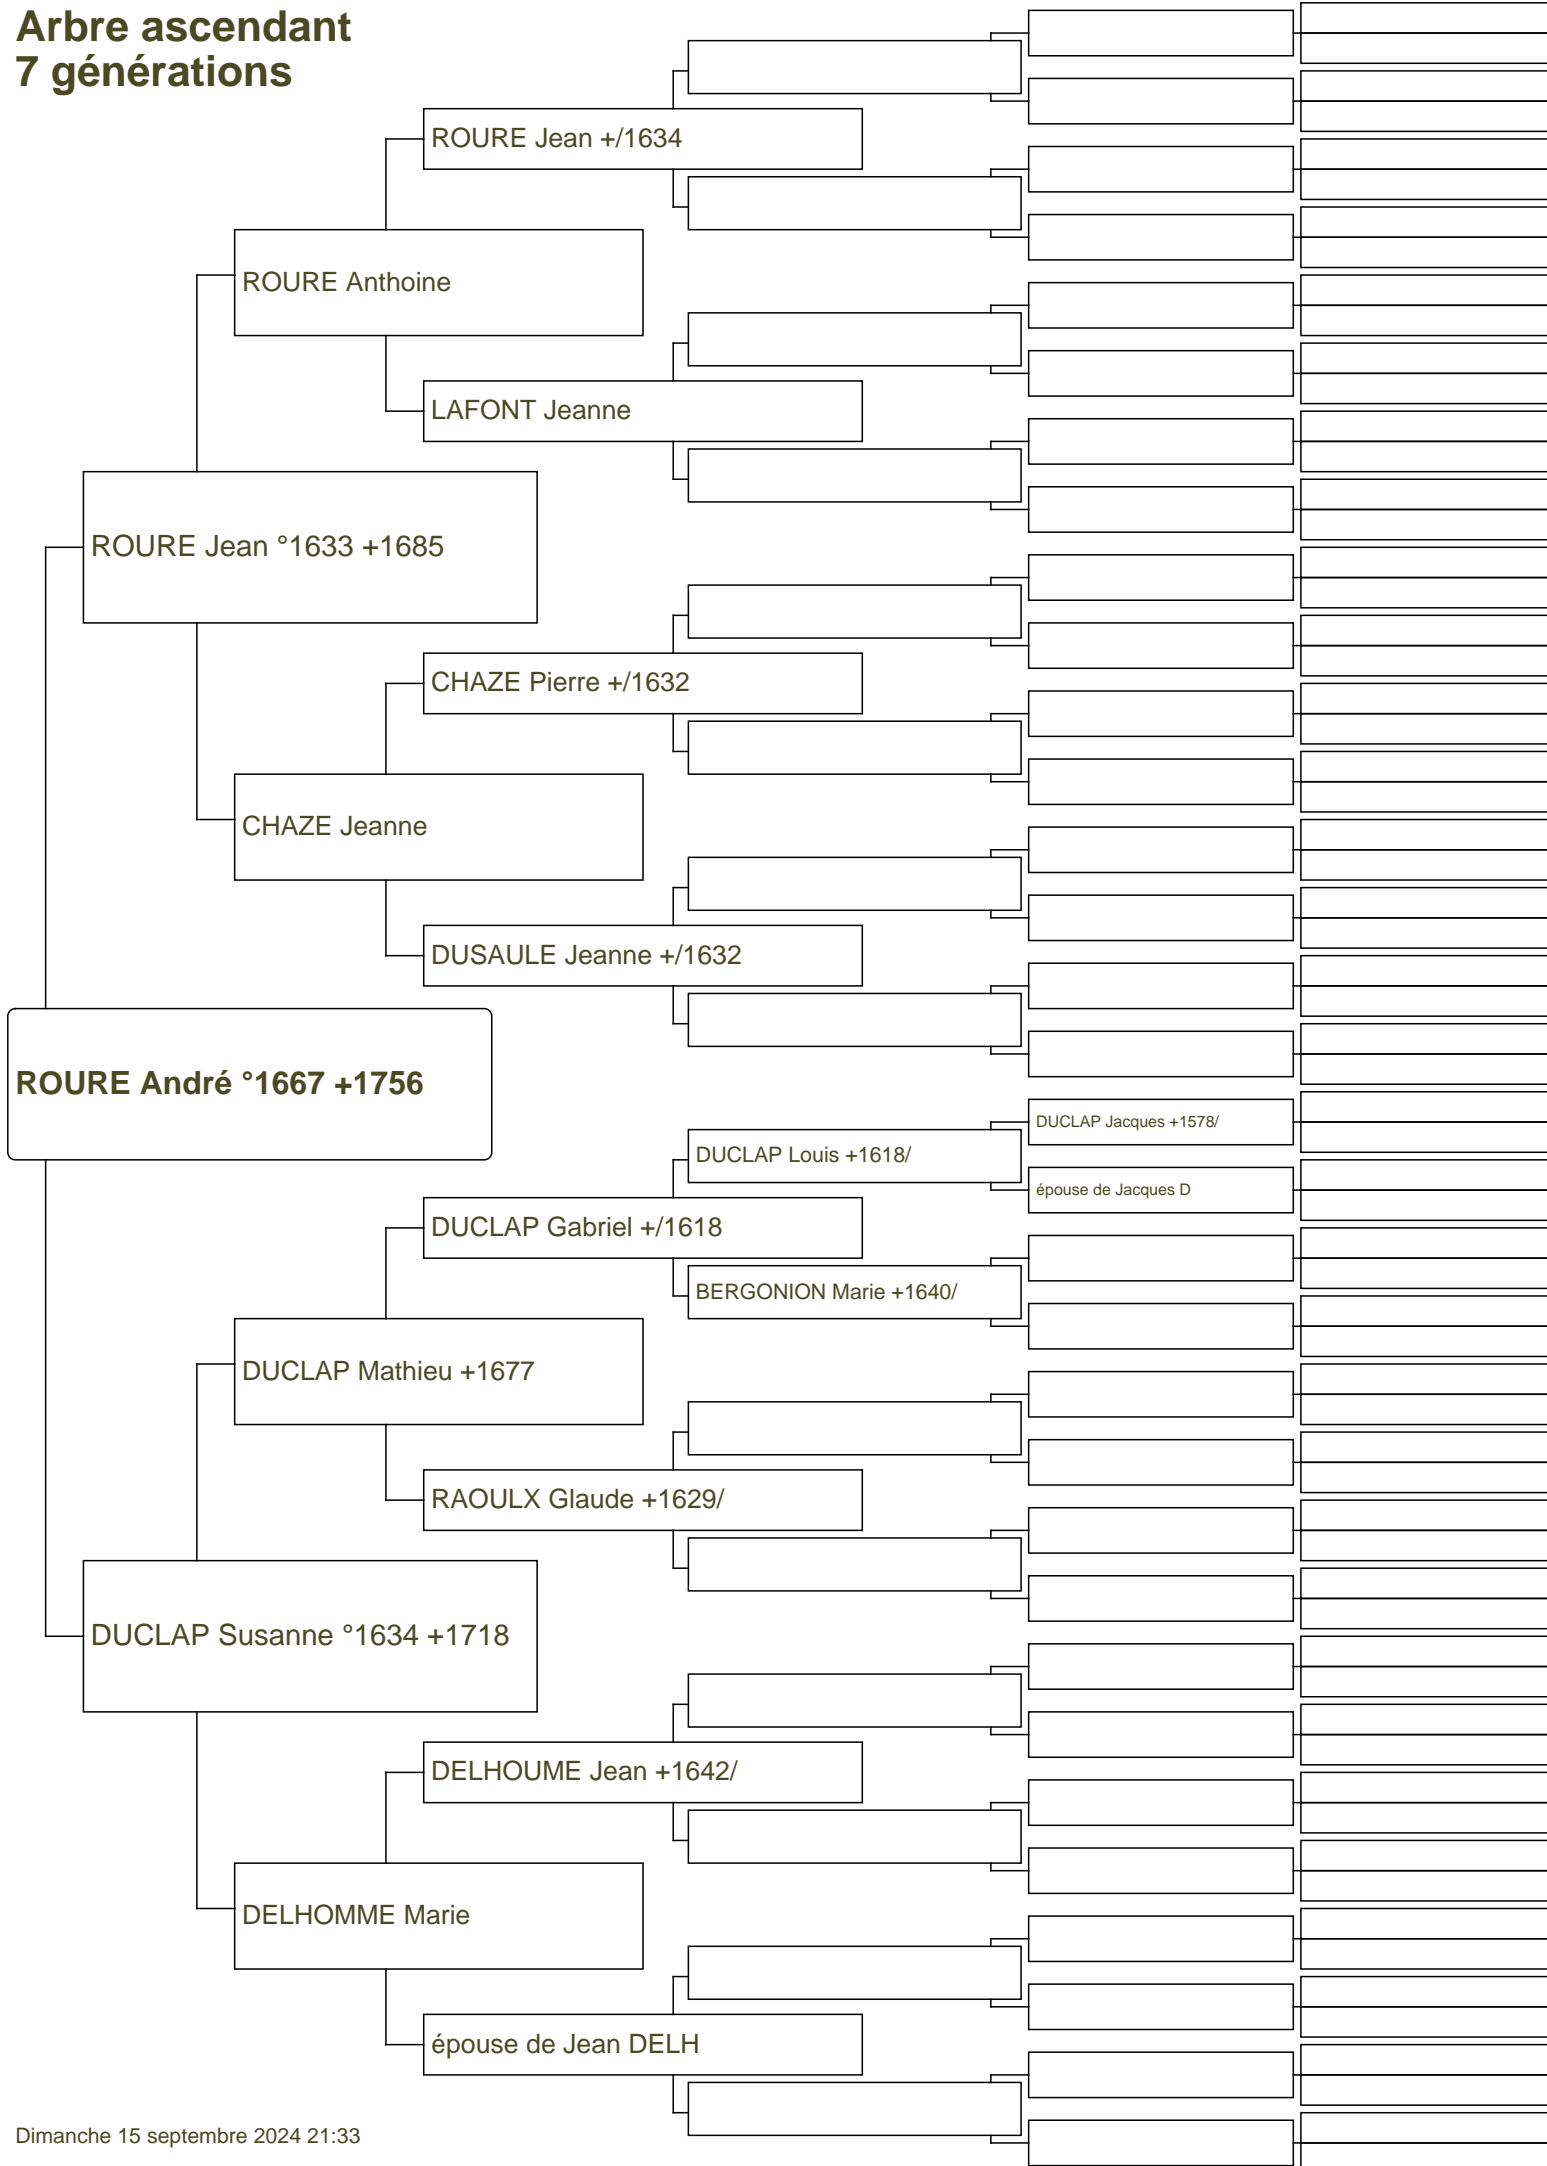 Arbre ascendant
7 générations
ROURE Jean +/1634
ROURE Anthoine
LAFONT Jeanne
ROURE Jean °1633 +1685
CHAZE Pierre +/1632
CHAZE Jeanne
DUSAULE Jeanne +/1632
ROURE André °1667 +1756
DUCLAP Jacques +1578/
DUCLAP Louis +1618/
épouse de Jacques D
DUCLAP Gabriel +/1618
BERGONION Marie +1640/
DUCLAP Mathieu +1677
RAOULX Glaude +1629/
DUCLAP Susanne °1634 +1718
DELHOUME Jean +1642/
DELHOMME Marie
épouse de Jean DELH
Dimanche 15 septembre 2024 21:33